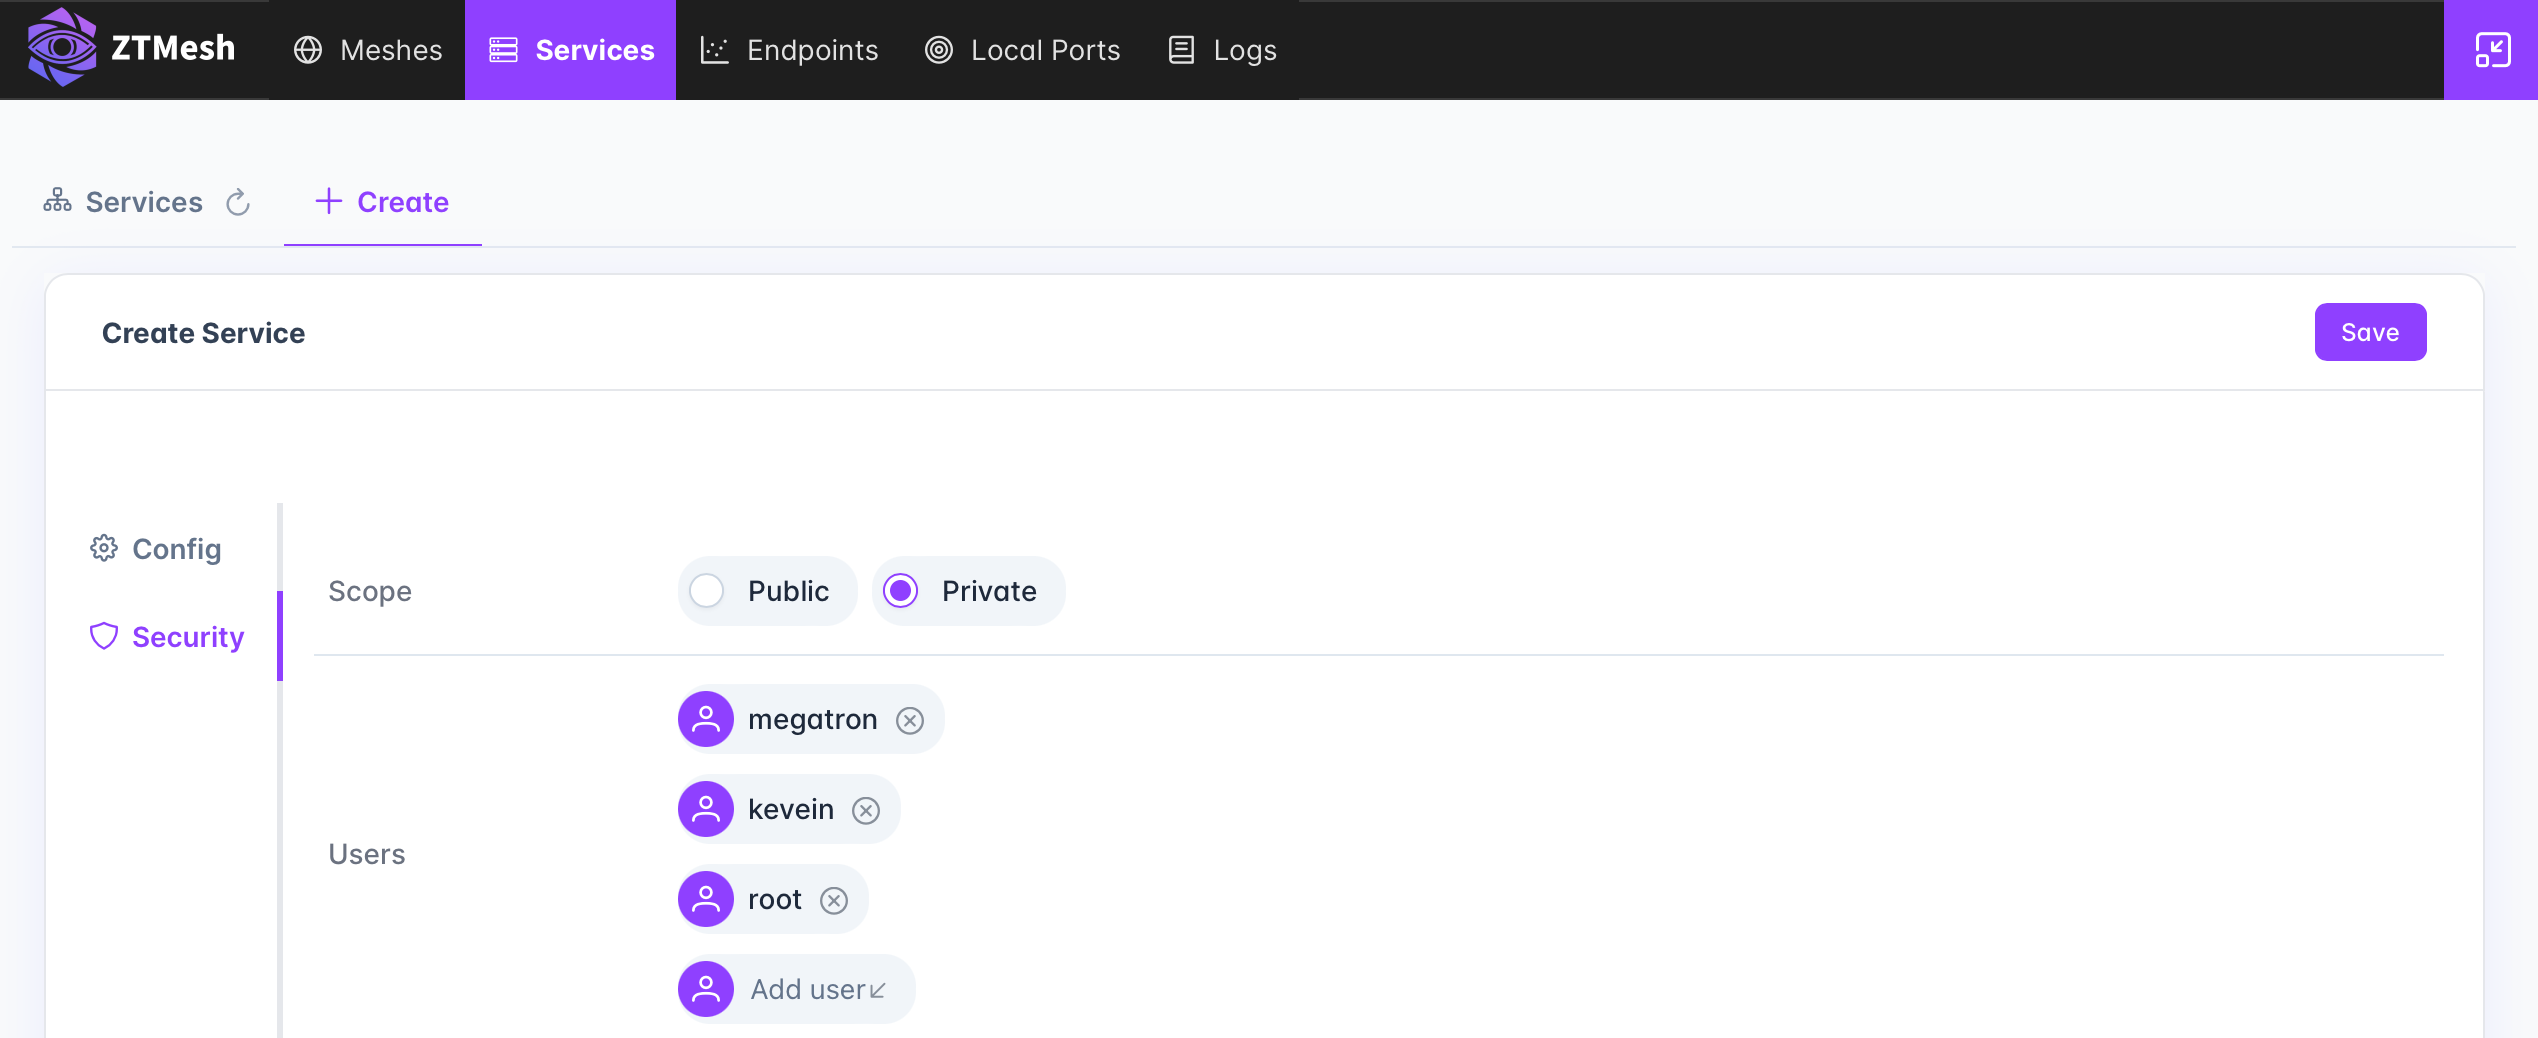 ZTMesh Meshes Services Endpoints Local Ports Logs
Services Create
Create Service Save
Config
Security
Scope Public Private
Users
megatron
kevein
root
Add user